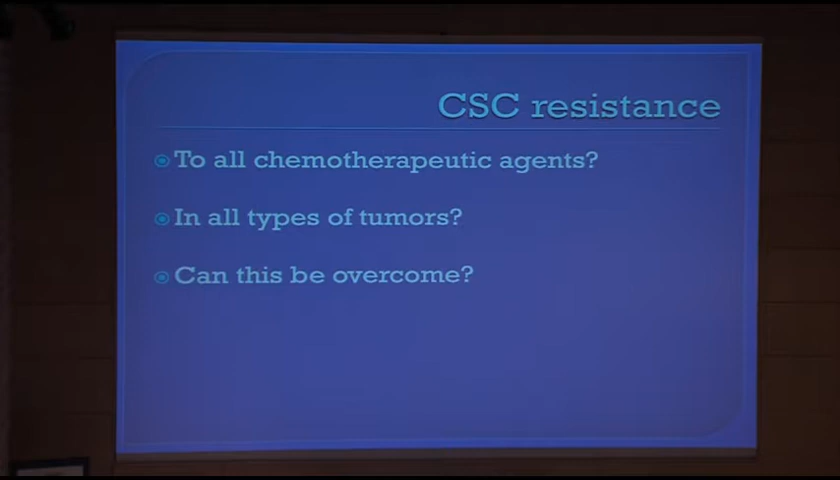 CSC resistance
To all chemotherapeutic agents?
In all types of tumors?
Can this be overcome?